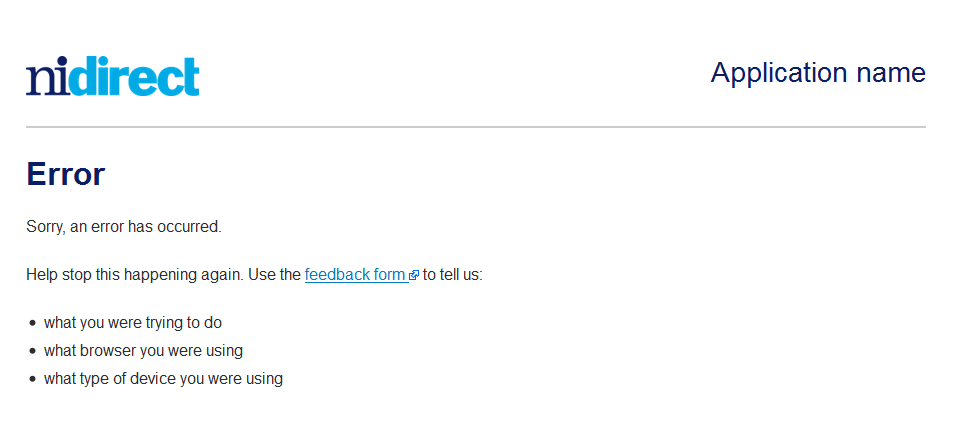 nidirect
Application name
Error
Sorry, an error has occurred.
Help stop this happening again. Use the feedback form to tell us:
• what you were trying to do
• what browser you were using
• what type of device you were using